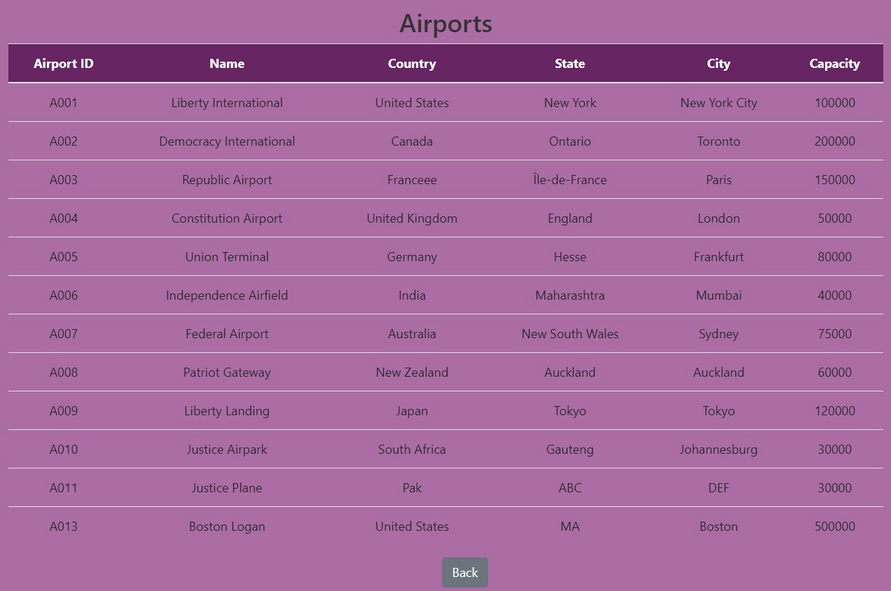 Airports
Airport ID Name Country State City Capacity
A001 Liberty International United States New York New York City 100000
A002 Democracy International Canada Ontario Toronto 200000
A003 Republic Airport Franceee Île-de-France Paris 150000
A004 Constitution Airport United Kingdom England London 50000
A005 Union Terminal Germany Hesse Frankfurt 80000
A006 Independence Airfield India Maharashtra Mumbai 40000
A007 Federal Airport Australia New South Wales Sydney 75000
A008 Patriot Gateway New Zealand Auckland Auckland 60000
A009 Liberty Landing Japan Tokyo Tokyo 120000
A010 Justice Airpark South Africa Gauteng Johannesburg 30000
A011 Justice Plane Pak ABC DEF 30000
A013 Boston Logan United States MA Boston 500000
Back